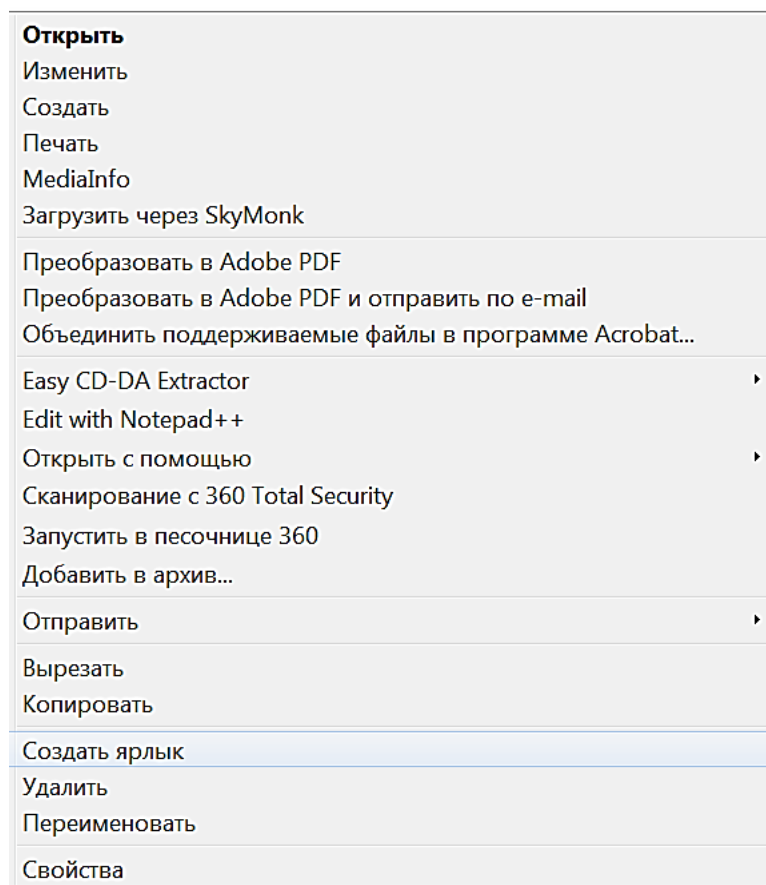 Открыть
Изменить
Создать
Печать
MediaInfo
Загрузить через SkyMonk
Преобразовать в Adobe PDF
Преобразовать в Adobe PDF и отправить по e-mail
Объединить поддерживаемые файлы в программе Acrobat...
Easy CD-DA Extractor
Edit with Notepad++
Открыть с помощью
Сканирование с 360 Total Security
Запустить в песочнице 360
Добавить в архив...
Отправить
Вырезать
Копировать
Создать ярлык
Удалить
Переименовать
Свойства